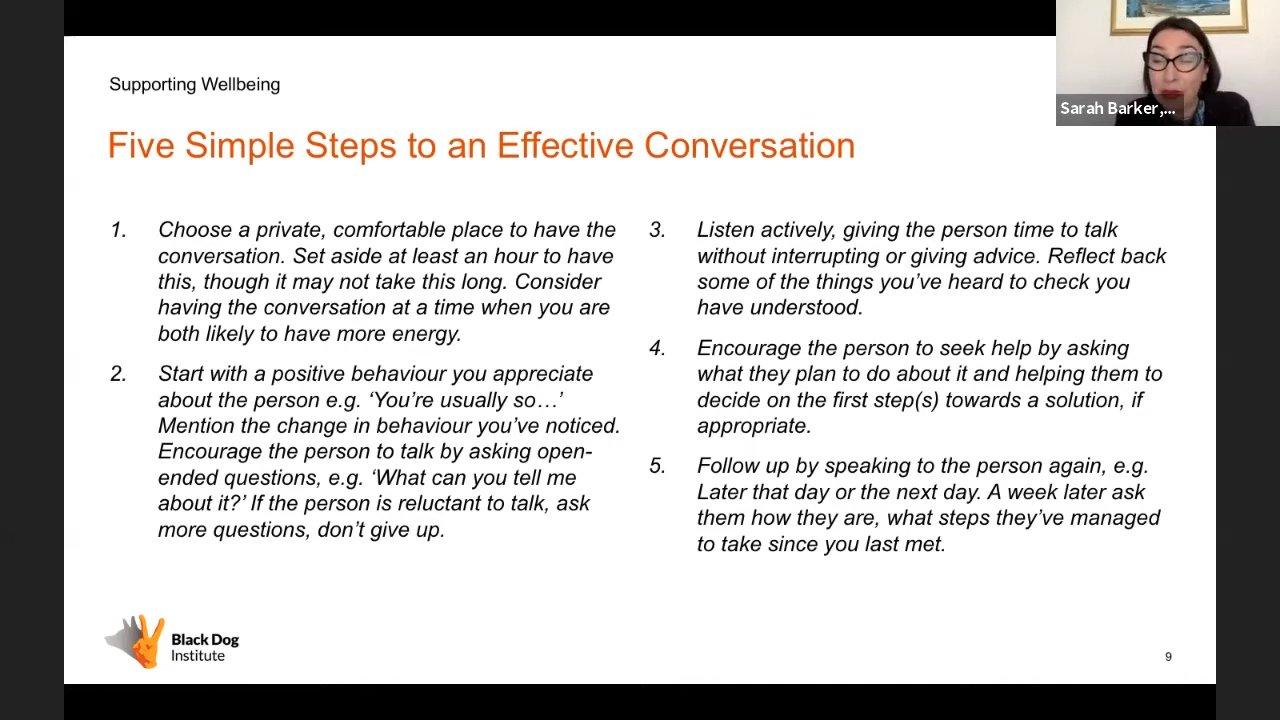 Supporting Wellbeing
Five Simple Steps to an Effective Conversation
1. Choose a private, comfortable place to have the
conversation. Set aside at least an hour to have
this, though it may not take this long. Consider
having the conversation at a time when you are
both likely to have more energy.
2. Start with a positive behaviour you appreciate
about the person e.g. ‘You’re usually so…’
Mention the change in behaviour you’ve noticed.
Encourage the person to talk by asking open-
ended questions, e.g. ‘What can you tell me
about it?’ If the person is reluctant to talk, ask
more questions, don’t give up.
3. Listen actively, giving the person time to talk
without interrupting or giving advice. Reflect back
some of the things you’ve heard to check you
have understood.
4. Encourage the person to seek help by asking
what they plan to do about it and helping them to
decide on the first step(s) towards a solution, if
appropriate.
5. Follow up by speaking to the person again, e.g.
Later that day or the next day. A week later ask
them how they are, what steps they’ve managed
to take since you last met.
Black Dog
Institute
9
Sarah Barker,...